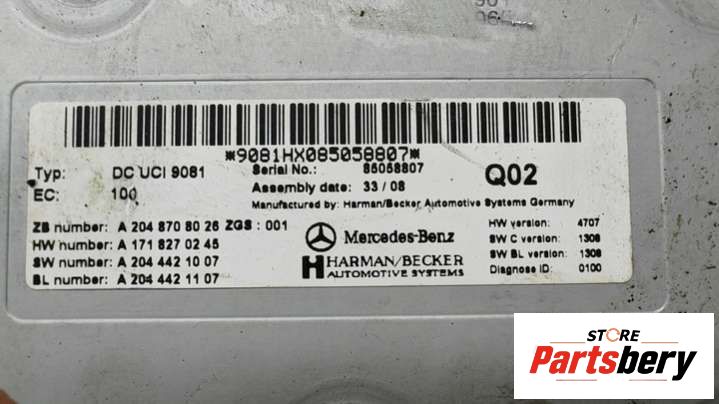 *9081HX085058807*
Typ: DC UCI 9081 Serial No.: 85058807 Q02
EC: 100 Assembly date: 33 / 08
Manufactured by: Harman/Becker Automotive Systems Germany
ZB number: A 204 870 80 26 ZGS : 001 HW version: 4707
HW number: A 171 827 02 45 Mercedes-Benz SW C version: 1308
SW number: A 204 442 10 07 HARMAN/BECKER SW BL version: 1308
BL number: A 204 442 11 07 AUTOMOTIVE SYSTEMS Diagnose ID: 0100
STORE
Partsbery